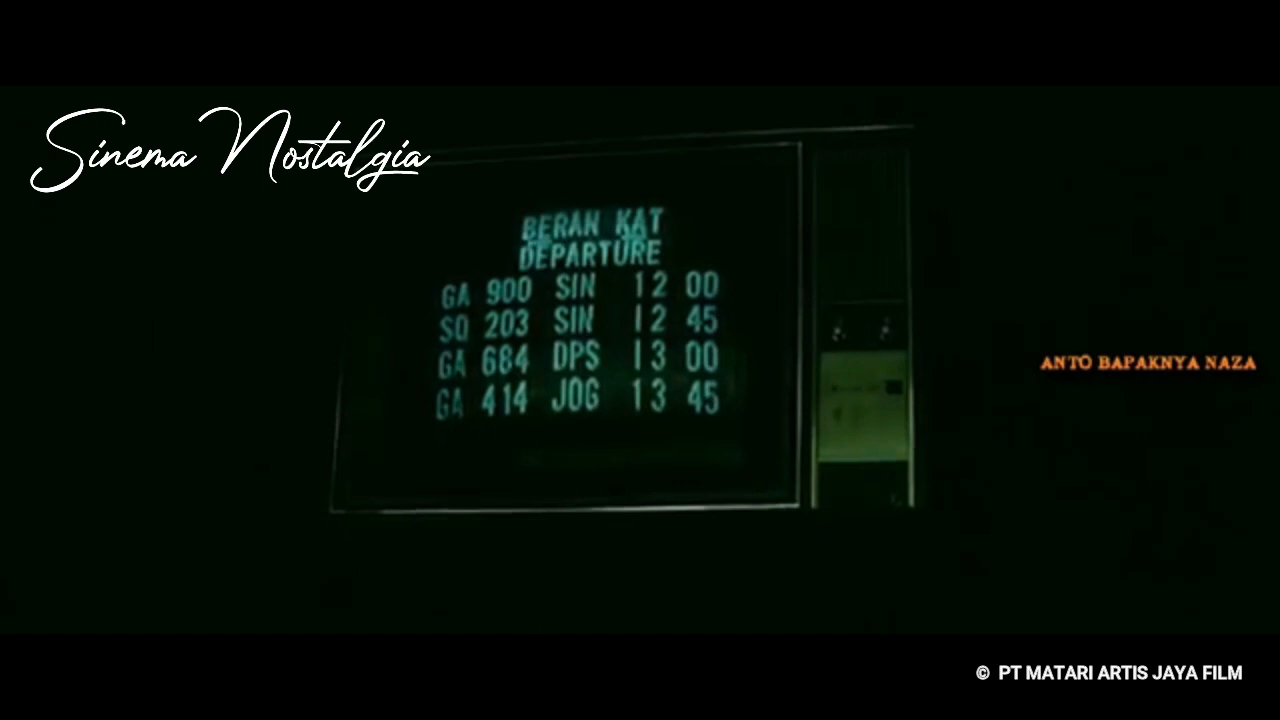 Sinema Nostalgia
BERAN KAT
DEPARTURE
GA 900 SIN 12 00
SQ 203 SIN 12 45
GA 684 DPS 13 00
GA 414 JOG 13 45
ANTO BAPAKNYA NAZA
© PT MATARI ARTIS JAYA FILM